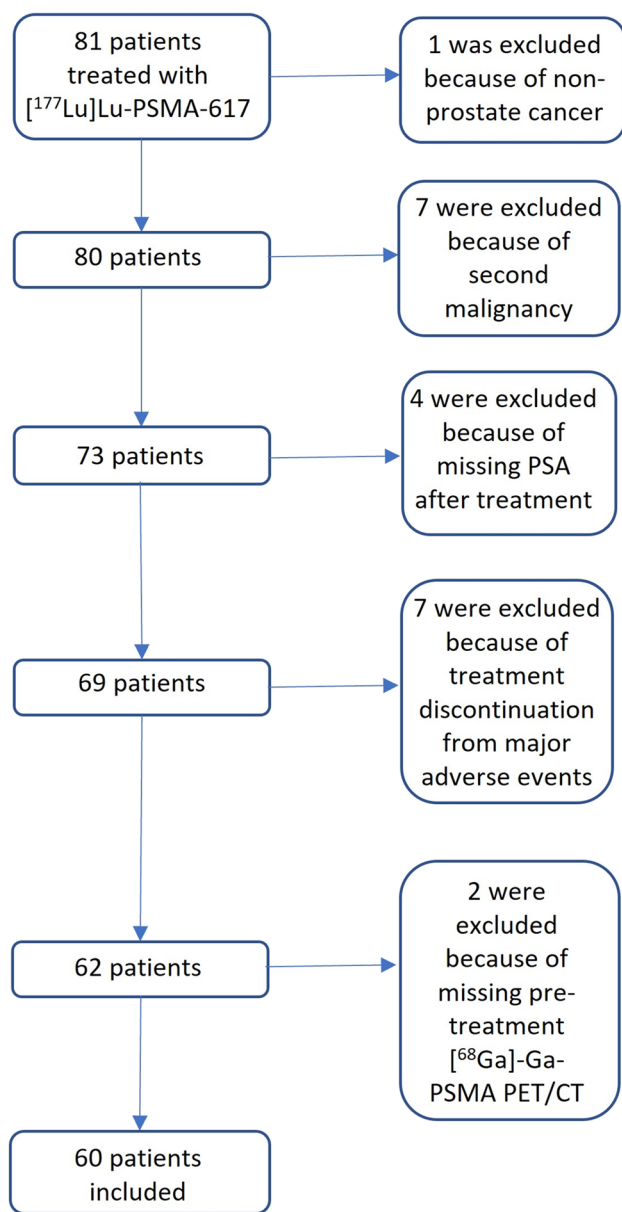 81 patients
treated with
[¹⁷⁷Lu]Lu-PSMA-617
1 was excluded
because of non-
prostate cancer
80 patients
7 were excluded
because of
second
malignancy
73 patients
4 were excluded
because of
missing PSA
after treatment
69 patients
7 were excluded
because of
treatment
discontinuation
from major
adverse events
62 patients
2 were
excluded
because of
missing pre-
treatment
[⁶⁸Ga]-Ga-
PSMA PET/CT
60 patients
included